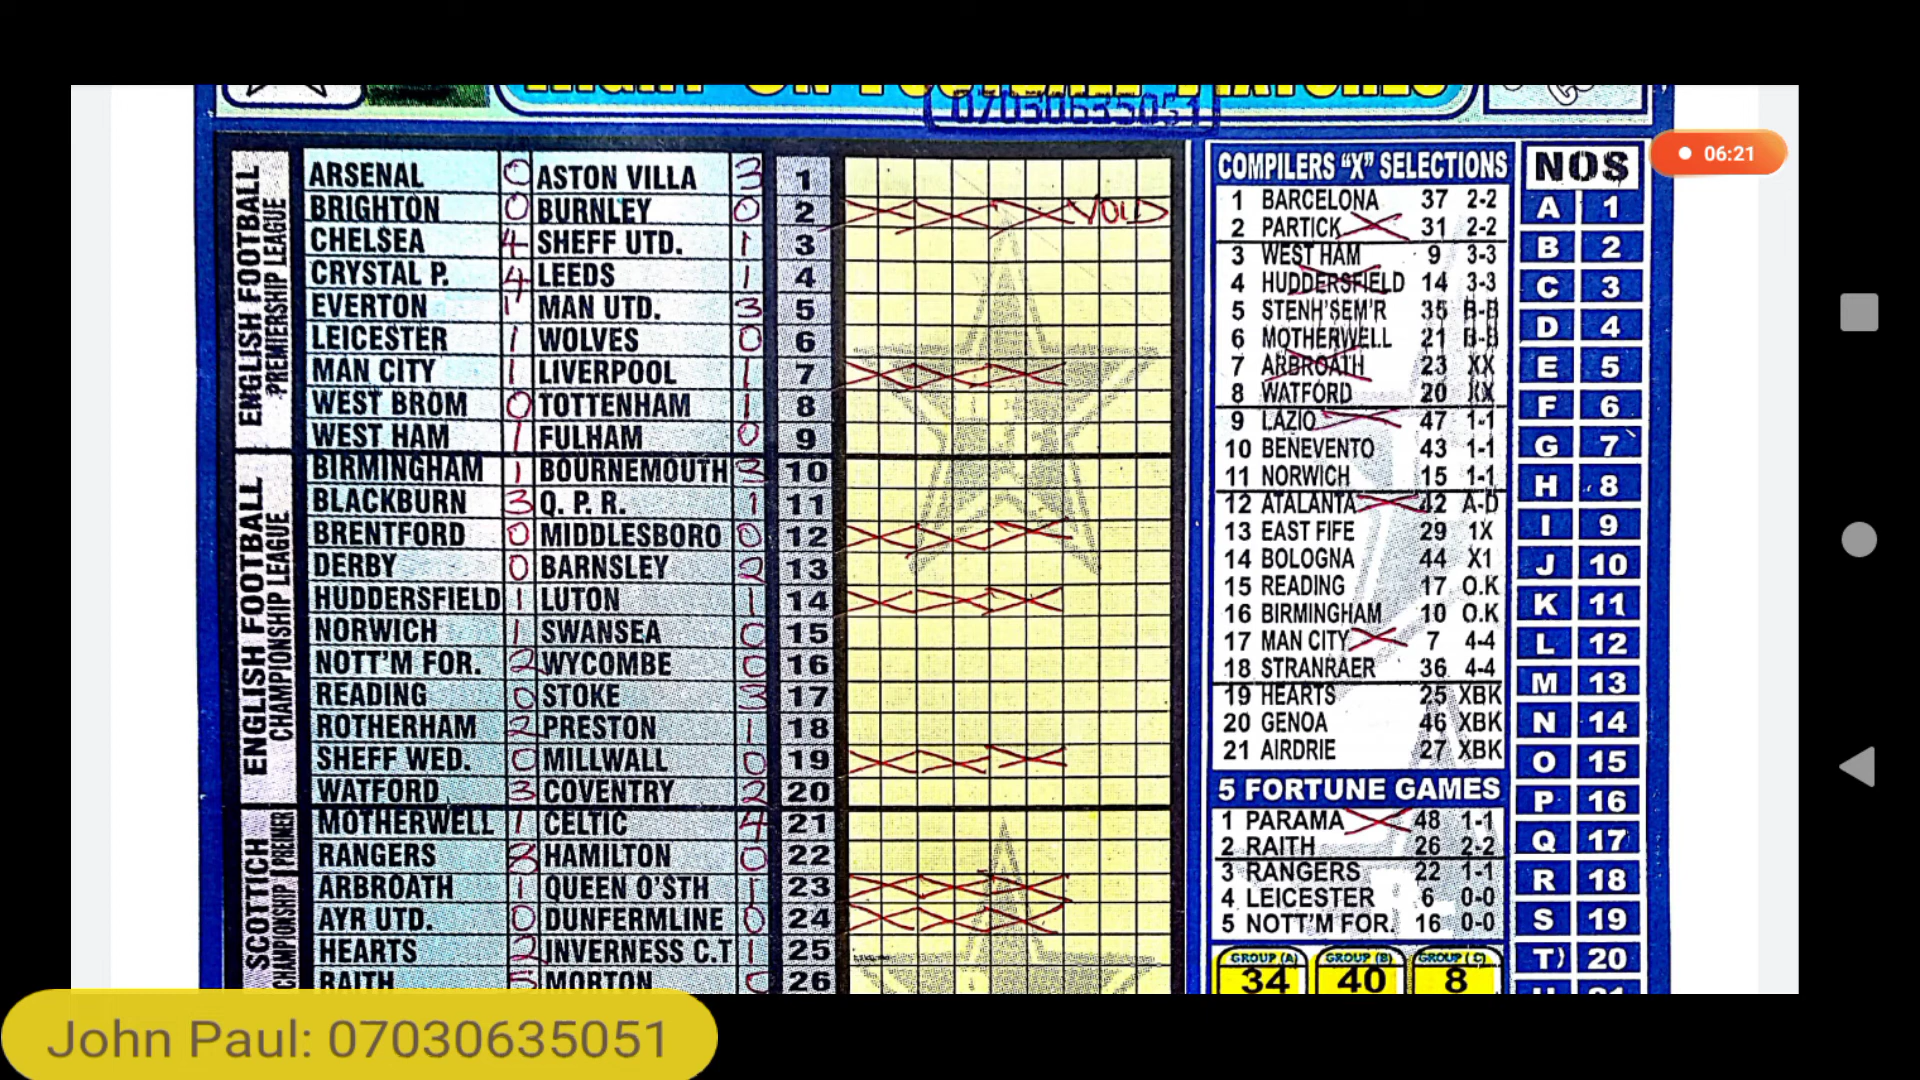 07030635051
06:21
ENGLISH FOOTBALL
PREMIERSHIP LEAGUE
ARSENAL 0 ASTON VILLA 3 1
BRIGHTON 0 BURNLEY 0 2 VOID
CHELSEA 4 SHEFF UTD. 1 3
CRYSTAL P. 4 LEEDS 1 4
EVERTON 1 MAN UTD. 3 5
LEICESTER 1 WOLVES 0 6
MAN CITY 1 LIVERPOOL 1 7
WEST BROM 0 TOTTENHAM 1 8
WEST HAM 1 FULHAM 0 9
ENGLISH FOOTBALL
CHAMPIONSHIP LEAGUE
BIRMINGHAM 1 BOURNEMOUTH 3 10
BLACKBURN 3 Q. P. R. 1 11
BRENTFORD 0 MIDDLESBORO 0 12
DERBY 0 BARNSLEY 2 13
HUDDERSFIELD 1 LUTON 1 14
NORWICH 1 SWANSEA 0 15
NOTT'M FOR. 2 WYCOMBE 0 16
READING 0 STOKE 3 17
ROTHERHAM 2 PRESTON 1 18
SHEFF WED. 0 MILLWALL 0 19
WATFORD 3 COVENTRY 2 20
SCOTTICH
CHAMPIONSHIP PREMIER
MOTHERWELL 1 CELTIC 4 21
RANGERS 8 HAMILTON 0 22
ARBROATH 1 QUEEN O'STH 1 23
AYR UTD. 0 DUNFERMLINE 0 24
HEARTS 2 INVERNESS C.T 1 25
RAITH 5 MORTON 0 26
COMPILERS "X" SELECTIONS
1 BARCELONA 37 2-2
2 PARTICK 31 2-2
3 WEST HAM 9 3-3
4 HUDDERSFIELD 14 3-3
5 STENH'SEM'R 35 B-B
6 MOTHERWELL 21 B-B
7 ARBROATH 23 XX
8 WATFORD 20 XX
9 LAZIO 47 1-1
10 BENEVENTO 43 1-1
11 NORWICH 15 1-1
12 ATALANTA 42 A-D
13 EAST FIFE 29 1X
14 BOLOGNA 44 X1
15 READING 17 O.K
16 BIRMINGHAM 10 O.K
17 MAN CITY 7 4-4
18 STRANRAER 36 4-4
19 HEARTS 25 XBK
20 GENOA 46 XBK
21 AIRDRIE 27 XBK
5 FORTUNE GAMES
1 PARAMA 48 1-1
2 RAITH 26 2-2
3 RANGERS 22 1-1
4 LEICESTER 6 0-0
5 NOTT'M FOR. 16 0-0
GROUP (A) GROUP (B) GROUP (C)
34 40 8
NOS
A 1
B 2
C 3
D 4
E 5
F 6
G 7
H 8
I 9
J 10
K 11
L 12
M 13
N 14
O 15
P 16
Q 17
R 18
S 19
T) 20
John Paul: 07030635051